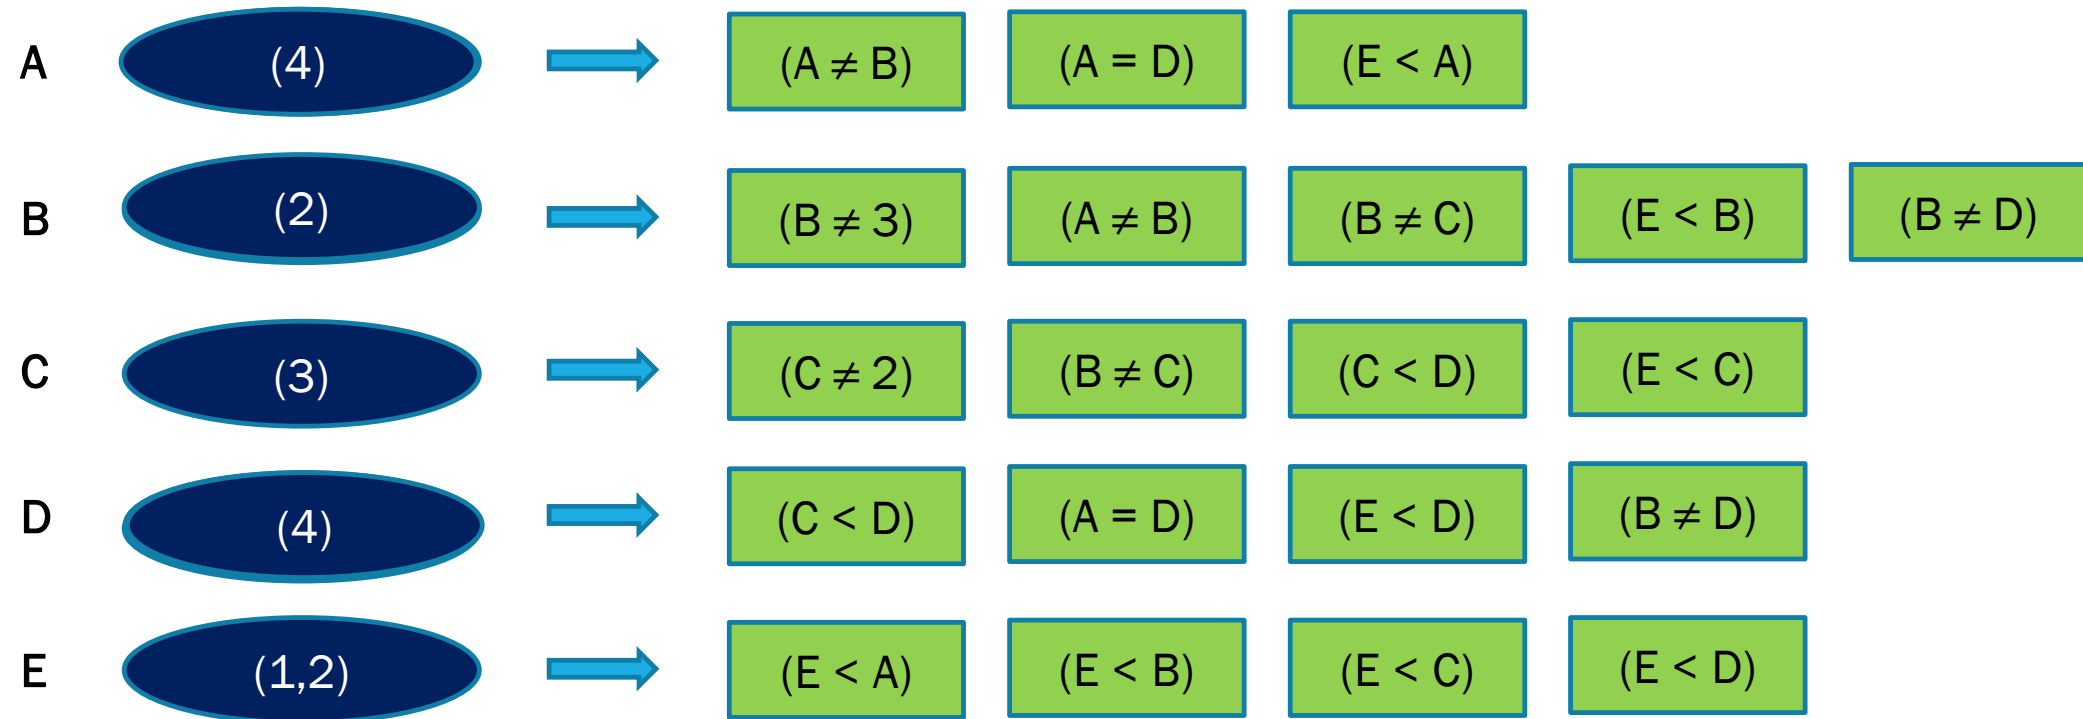 A (4) (A ≠ B) (A = D) (E < A)
B (2) (B ≠ 3) (A ≠ B) (B ≠ C) (E < B) (B ≠ D)
C (3) (C ≠ 2) (B ≠ C) (C < D) (E < C)
D (4) (C < D) (A = D) (E < D) (B ≠ D)
E (1,2) (E < A) (E < B) (E < C) (E < D)